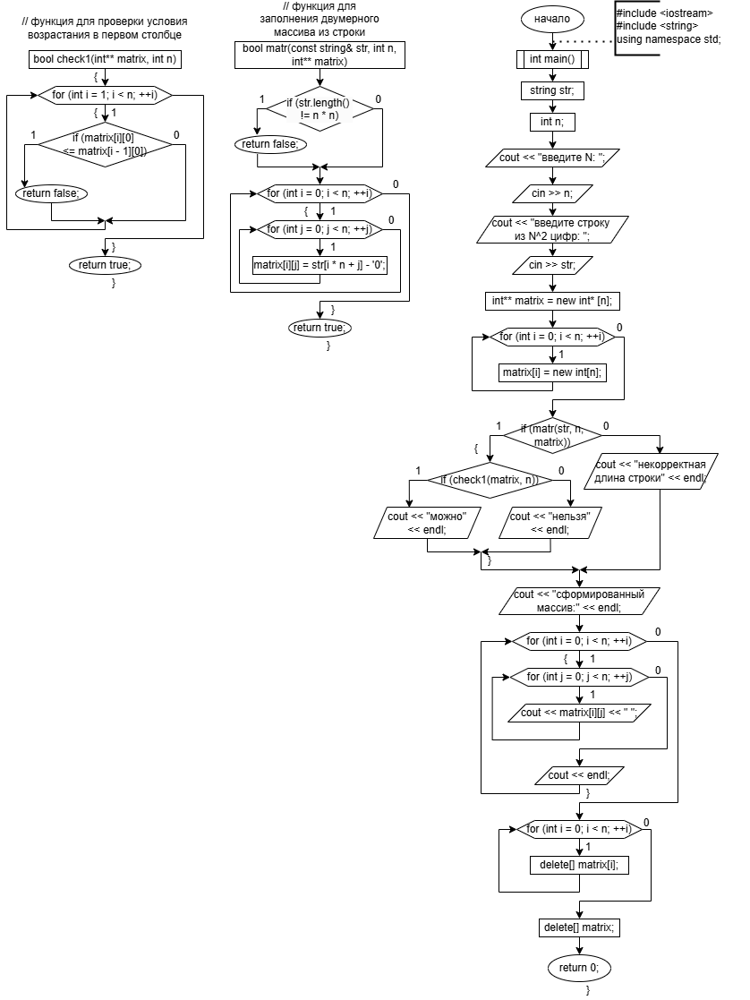 // функция для проверки условия
возрастания в первом столбце
bool check1(int** matrix, int n)
{
for (int i = 1; i < n; ++i)
{ 1
if (matrix[i][0]
<= matrix[i - 1][0])
1
0
return false;
}
return true;
}
// функция для
заполнения двумерного
массива из строки
bool matr(const string& str, int n,
int** matrix)
if (str.length()
!= n * n)
1
0
return false;
for (int i = 0; i < n; ++i)
0
{ 1
for (int j = 0; j < n; ++j)
0
1
matrix[i][j] = str[i * n + j] - '0';
}
return true;
}
начало
#include <iostream>
#include <string>
using namespace std;
int main()
string str;
int n;
cout << "введите N: ";
cin >> n;
cout << "введите строку
из N^2 цифр: ";
cin >> str;
int** matrix = new int* [n];
for (int i = 0; i < n; ++i)
0
1
matrix[i] = new int[n];
if (matr(str, n,
matrix))
1
0
{
cout << "некорректная
длина строки" << endl;
if (check1(matrix, n))
1
0
cout << "можно"
<< endl;
cout << "нельзя"
<< endl;
}
cout << "сформированный
массив:" << endl;
for (int i = 0; i < n; ++i)
0
{ 1
for (int j = 0; j < n; ++j)
0
1
cout << matrix[i][j] << " ";
cout << endl;
}
for (int i = 0; i < n; ++i)
0
1
delete[] matrix[i];
delete[] matrix;
return 0;
}